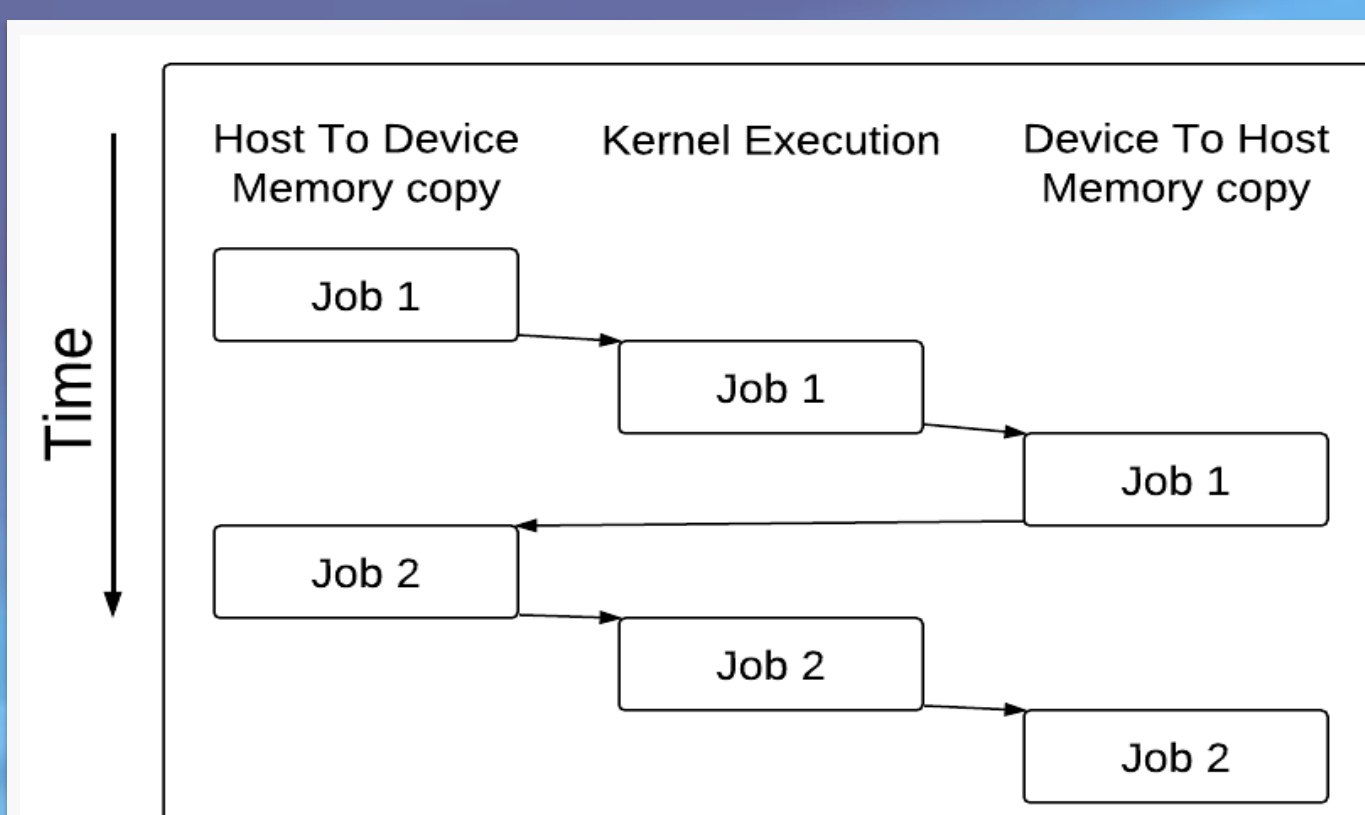 Host To Device
Memory copy
Kernel Execution
Device To Host
Memory copy
Time
Job 1
Job 1
Job 1
Job 2
Job 2
Job 2